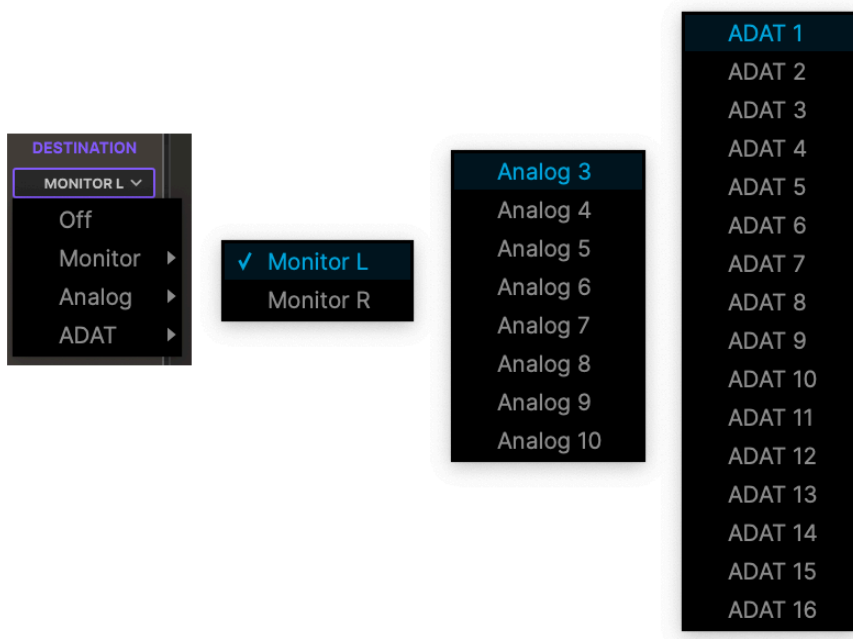 DESTINATION
MONITOR L
Off
Monitor
Analog
ADAT
Monitor L
Monitor R
Analog 3
Analog 4
Analog 5
Analog 6
Analog 7
Analog 8
Analog 9
Analog 10
ADAT 1
ADAT 2
ADAT 3
ADAT 4
ADAT 5
ADAT 6
ADAT 7
ADAT 8
ADAT 9
ADAT 10
ADAT 11
ADAT 12
ADAT 13
ADAT 14
ADAT 15
ADAT 16